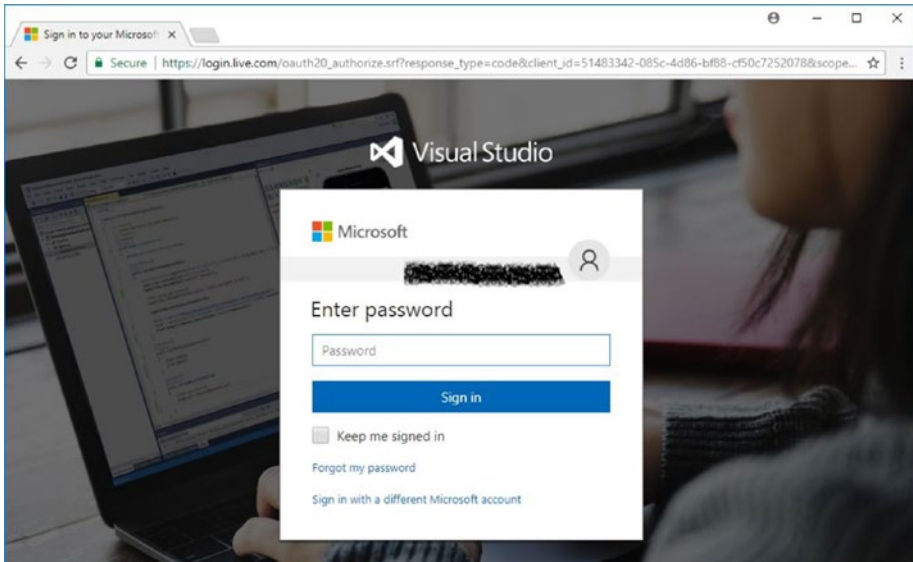 Sign in to your Microsof
Secure | https://login.live.com/oauth20_authorize.srf?response_type=code&client_id=51483342-085c-4d86-bf88-cf50c7252078&scope...
Visual Studio
Microsoft
Enter password
Password
Sign in
Keep me signed in
Forgot my password
Sign in with a different Microsoft account